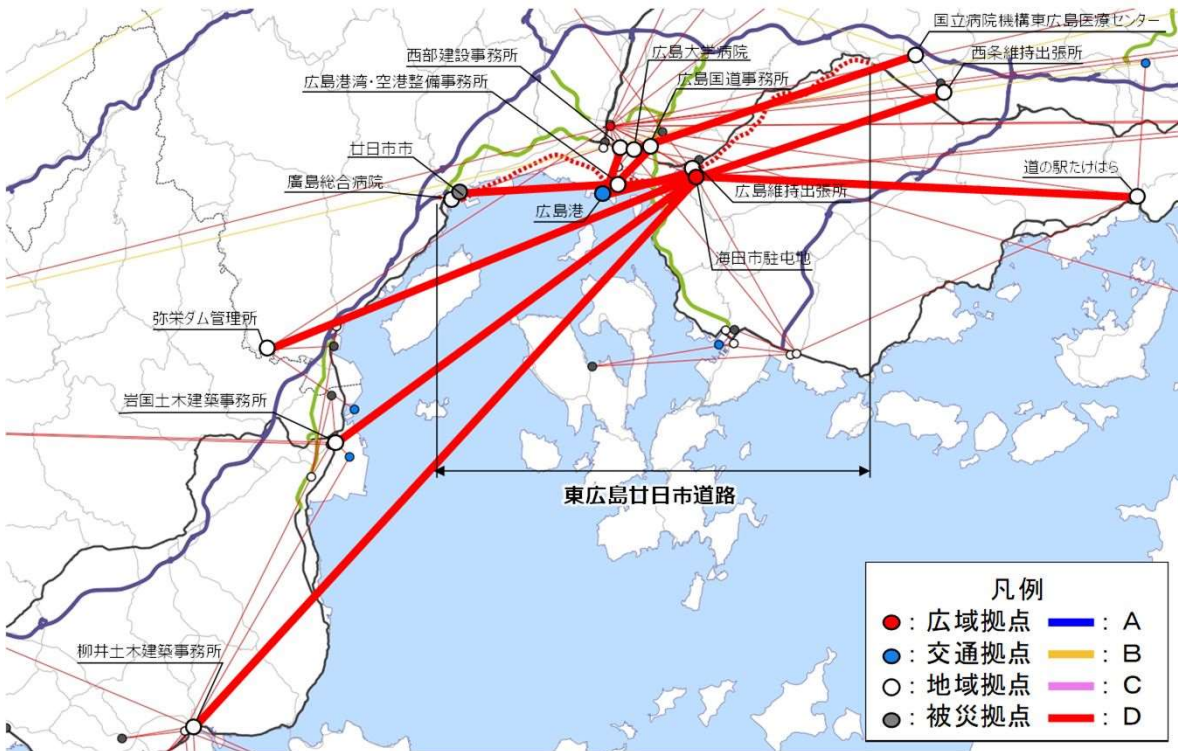 国立病院機構東広島医療センター
西部建設事務所
広島大学病院
西条維持出張所
広島港湾・空港整備事務所
広島国道事務所
廿日市市
廣島総合病院
広島港
広島維持出張所
道の駅たけはら
海田市駐屯地
弥栄ダム管理所
岩国土木建築事務所
東広島廿日市道路
柳井土木建築事務所
凡例
：広域拠点 ：A
：交通拠点 ：B
：地域拠点 ：C
：被災拠点 ：D